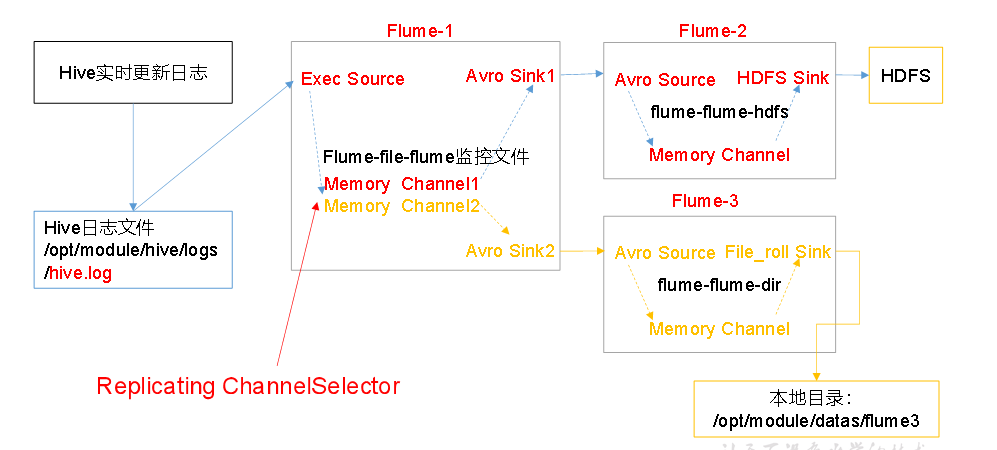 Flume-1
Flume-2
Hive实时更新日志
Exec Source
Avro Sink1
Avro Source
HDFS Sink
HDFS
flume-flume-hdfs
Flume-file-flume监控文件
Memory Channel
Memory Channel1
Memory Channel2
Flume-3
Hive日志文件
/opt/module/hive/logs
/hive.log
Avro Sink2
Avro Source
File_roll Sink
flume-flume-dir
Memory Channel
Replicating ChannelSelector
本地目录：
/opt/module/datas/flume3